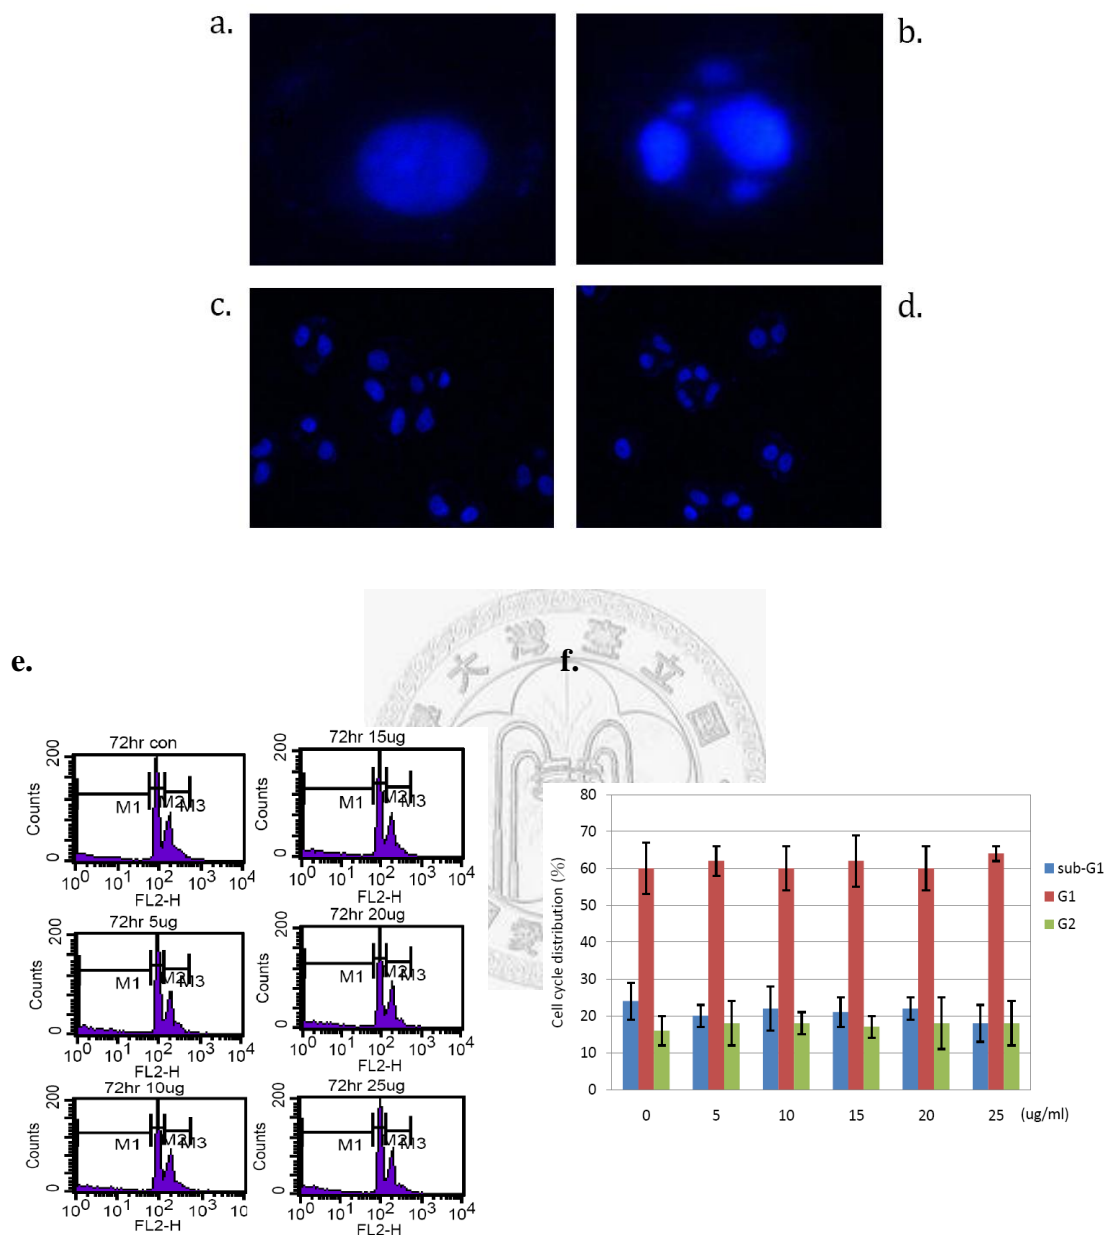 a.
b.
c.
d.
e.
f.
大
灣
臺
立
國
72hr con
200
Counts
0
M1
M2
M3
10^0 10^1 10^2 10^3 10^4
FL2-H
72hr 15ug
200
Counts
0
M1
M2
M3
10^0 10^1 10^2 10^3 10^4
FL2-H
72hr 5ug
200
Counts
0
M1
M2
M3
10^0 10^1 10^2 10^3 10^4
FL2-H
72hr 20ug
200
Counts
0
M1
M2
M3
10^0 10^1 10^2 10^3 10^4
FL2-H
72hr 10ug
200
Counts
0
M1
M2
M3
10^0 10^1 10^2 10^3 10
FL2-H
72hr 25ug
200
Counts
0
M1
M2
M3
10^0 10^1 10^2 10^3 10^4
FL2-H
Cell cycle distribution (%)
80
70
60
50
40
30
20
10
0
0 5 10 15 20 25 (ug/ml)
sub-G1
G1
G2